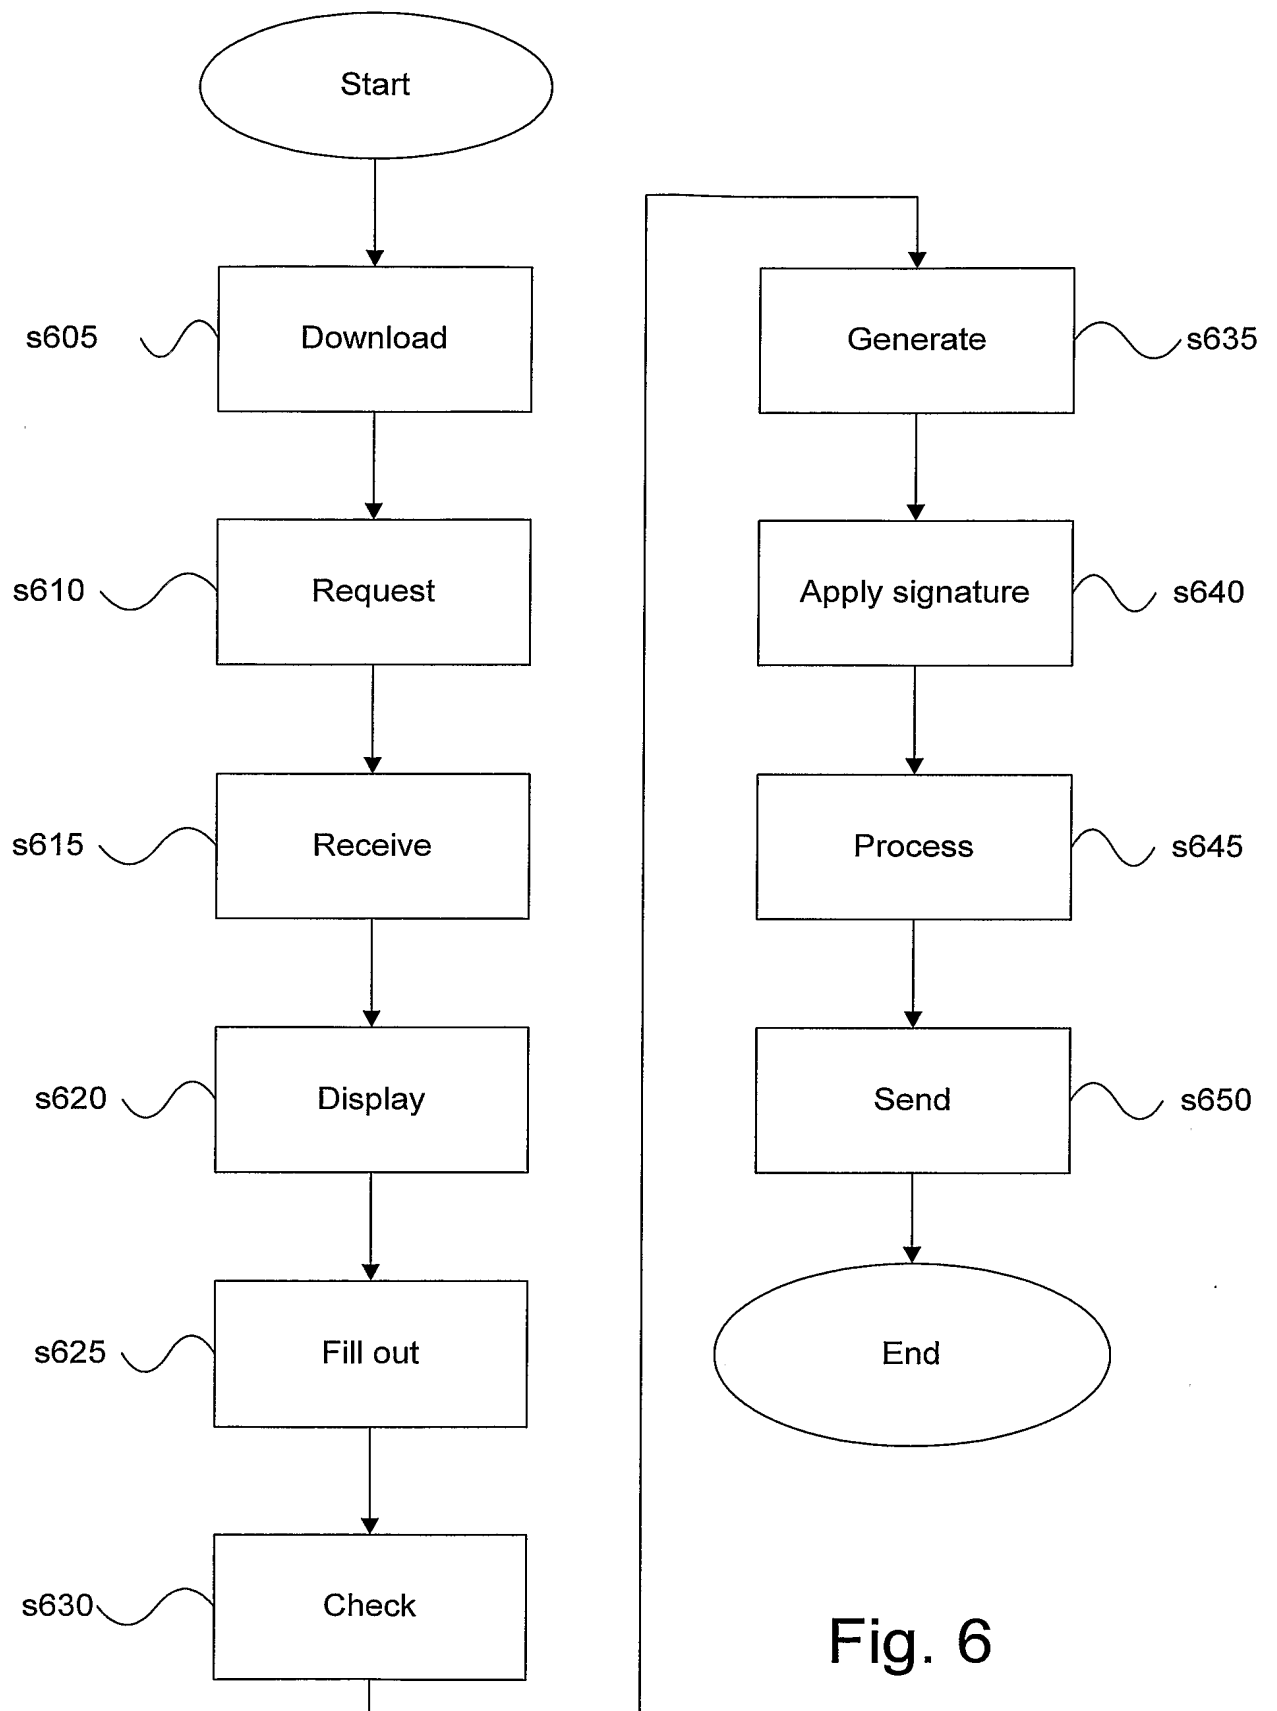 Start
s605
Download
s610
Request
s615
Receive
s620
Display
s625
Fill out
s630
Check
Generate
s635
Apply signature
s640
Process
s645
Send
s650
End
Fig. 6